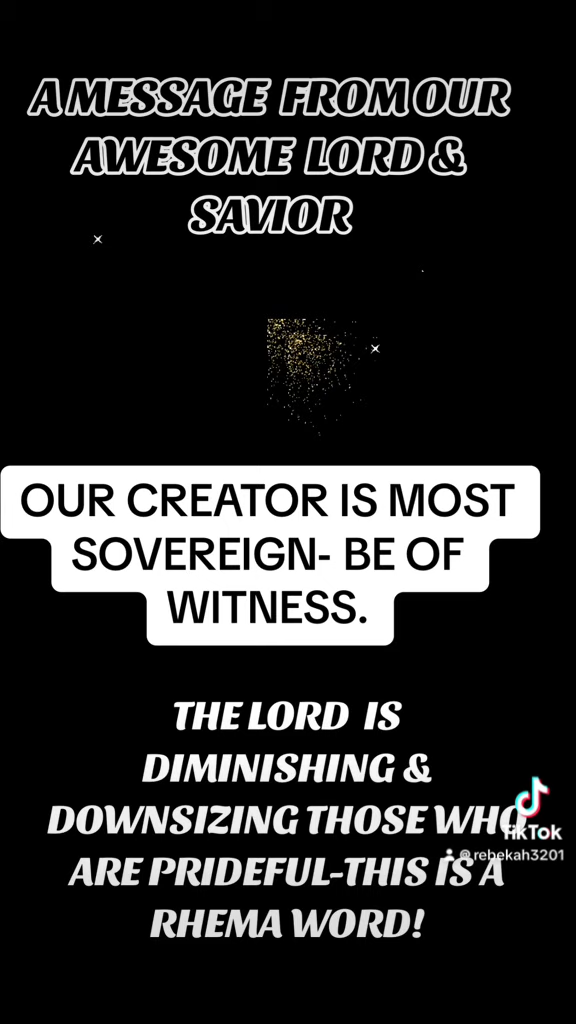 A MESSAGE FROM OUR
AWESOME LORD &
SAVIOR
OUR CREATOR IS MOST
SOVEREIGN- BE OF
WITNESS.
THE LORD IS
DIMINISHING &
DOWNSIZING THOSE WHO
ARE PRIDEFUL-THIS IS A
RHEMA WORD!
TikTok
@rebekah3201